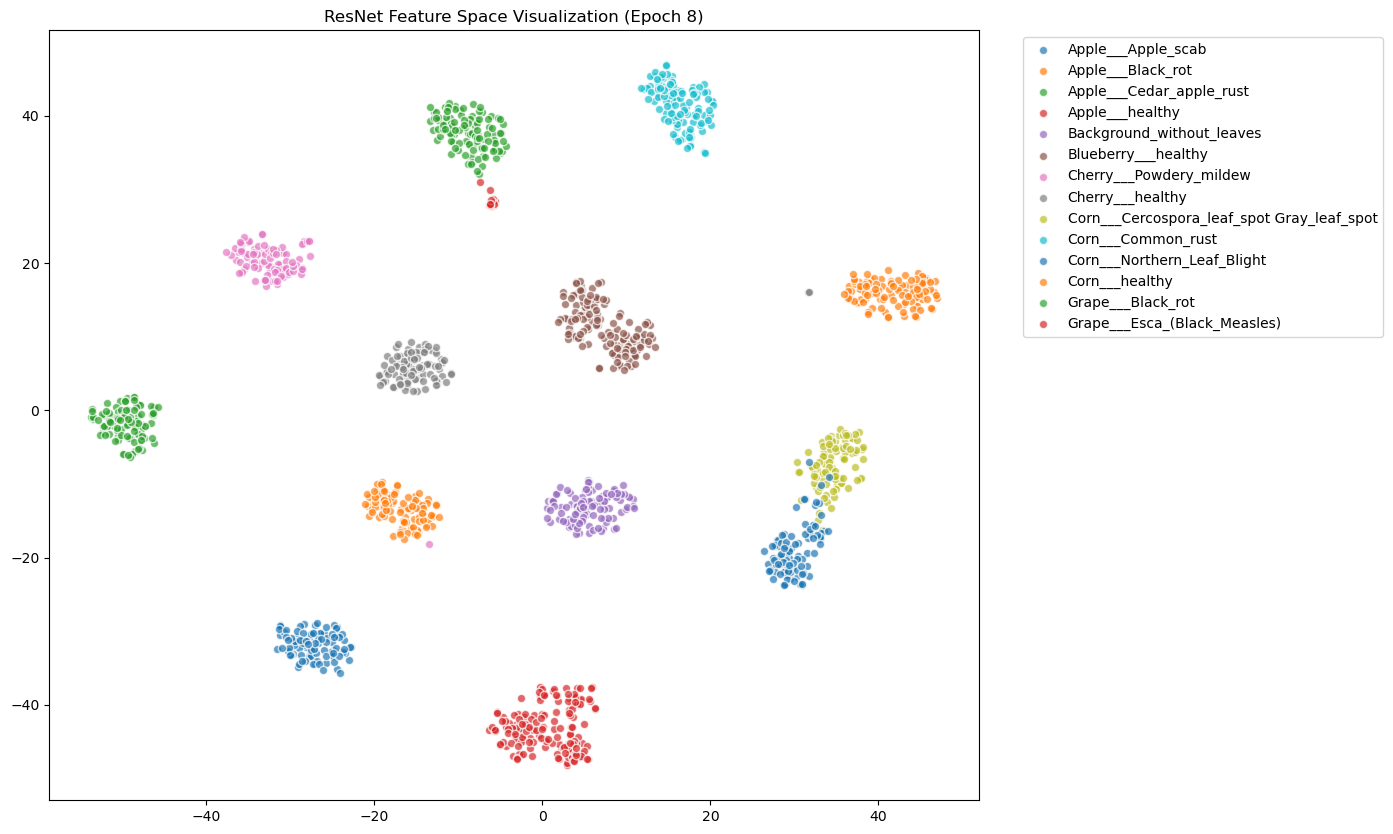 ResNet Feature Space Visualization (Epoch 8)
40
20
0
−20
−40
−40
−20
0
20
40
Apple___Apple_scab
Apple___Black_rot
Apple___Cedar_apple_rust
Apple___healthy
Background_without_leaves
Blueberry___healthy
Cherry___Powdery_mildew
Cherry___healthy
Corn___Cercospora_leaf_spot Gray_leaf_spot
Corn___Common_rust
Corn___Northern_Leaf_Blight
Corn___healthy
Grape___Black_rot
Grape___Esca_(Black_Measles)